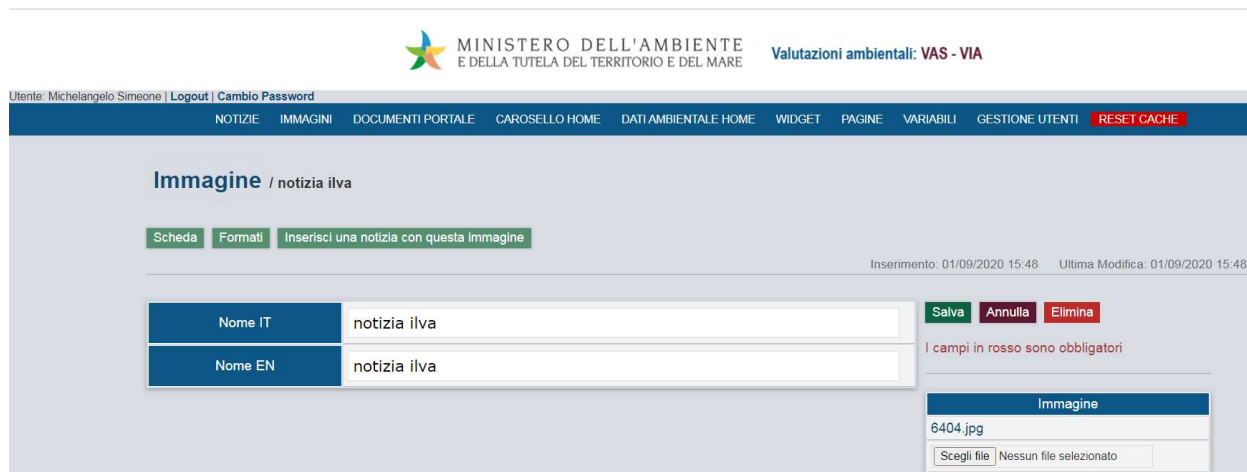 MINISTERO DELL'AMBIENTE
E DELLA TUTELA DEL TERRITORIO E DEL MARE
Valutazioni ambientali: VAS - VIA
Utente: Michelangelo Simeone | Logout | Cambio Password
NOTIZIE IMMAGINI DOCUMENTI PORTALE CAROSELLO HOME DATI AMBIENTALE HOME WIDGET PAGINE VARIABILI GESTIONE UTENTI RESET CACHE
Immagine / notizia ilva
Scheda Formati Inserisci una notizia con questa immagine
Inserimento: 01/09/2020 15:48 Ultima Modifica: 01/09/2020 15:48
Nome IT notizia ilva
Nome EN notizia ilva
Salva Annulla Elimina
I campi in rosso sono obbligatori
Immagine
6404.jpg
Scegli file Nessun file selezionato